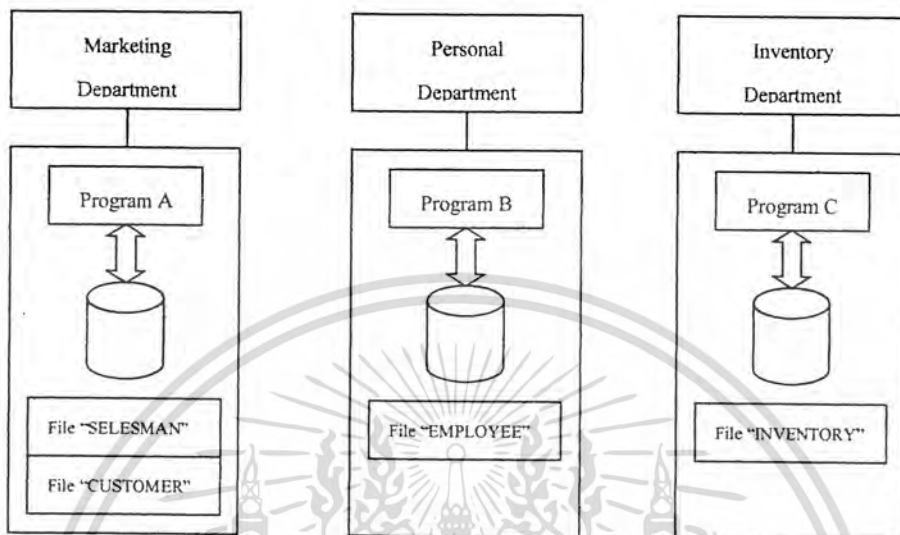 Marketing
Department
Personal
Department
Inventory
Department
Program A
Program B
Program C
File “SELESMAN”
File “CUSTOMER”
File “EMPLOYEE”
File “INVENTORY”